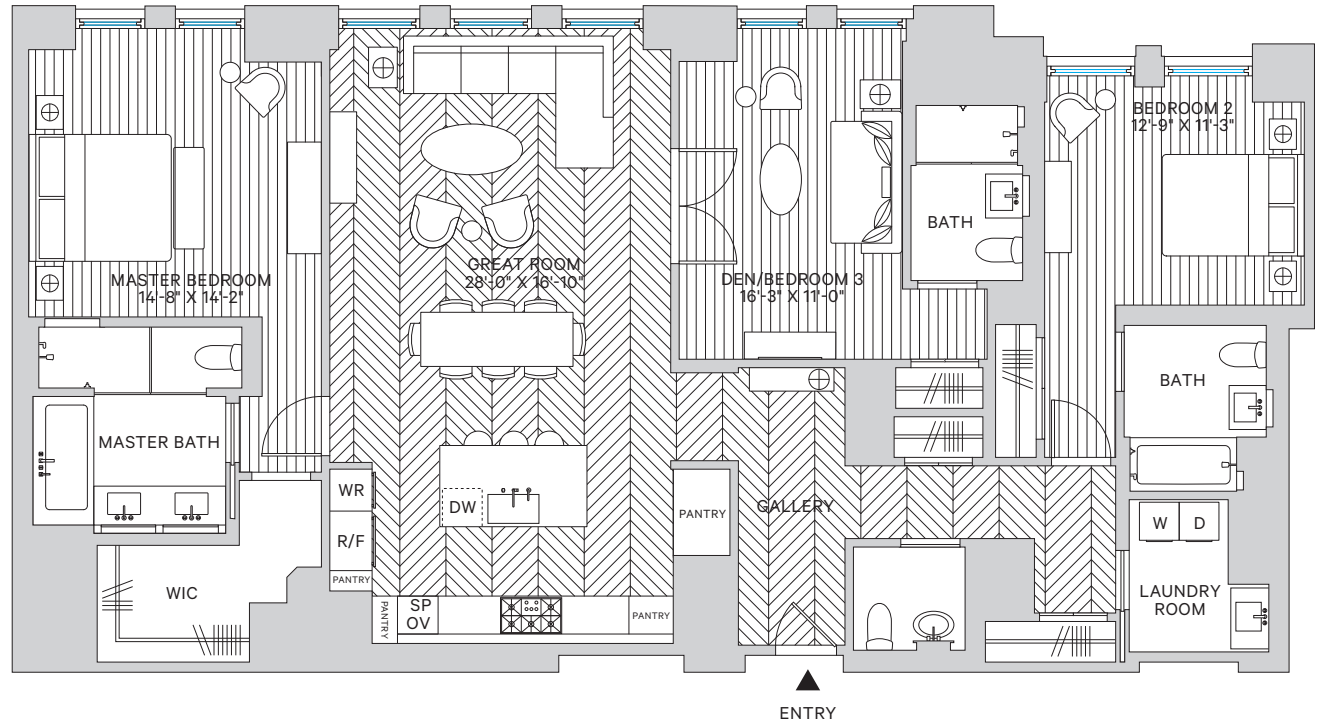 BEDROOM 2
12'-9" X 11'-3"
BATH
GREAT ROOM
28'-0" X 16'-10"
MASTER BEDROOM
14'-8" X 14'-2"
DEN/BEDROOM 3
16'-3" X 11'-0"
BATH
MASTER BATH
WR
DW
R/F
PANTRY
GALLERY
W
D
PANTRY
WIC
LAUNDRY
ROOM
PANTRY
SP
OV
PANTRY
ENTRY